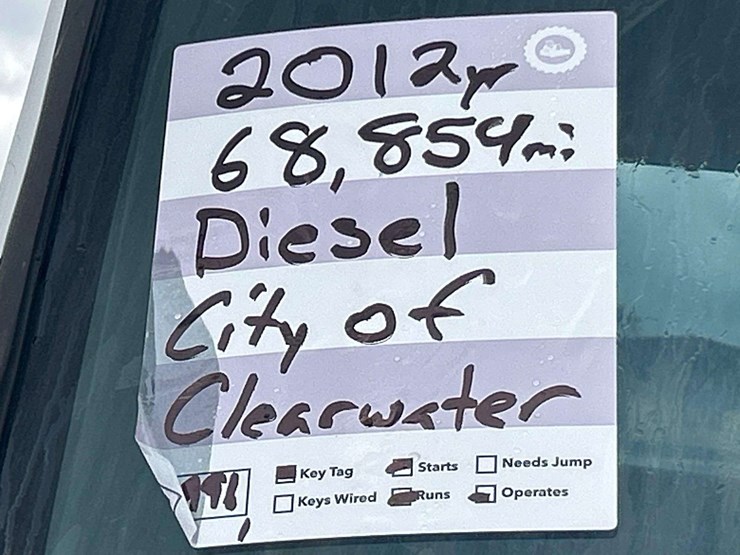 2012yr
68,854mi
Diesel
City of
Clearwater
Key Tag Starts Needs Jump
Keys Wired Runs Operates